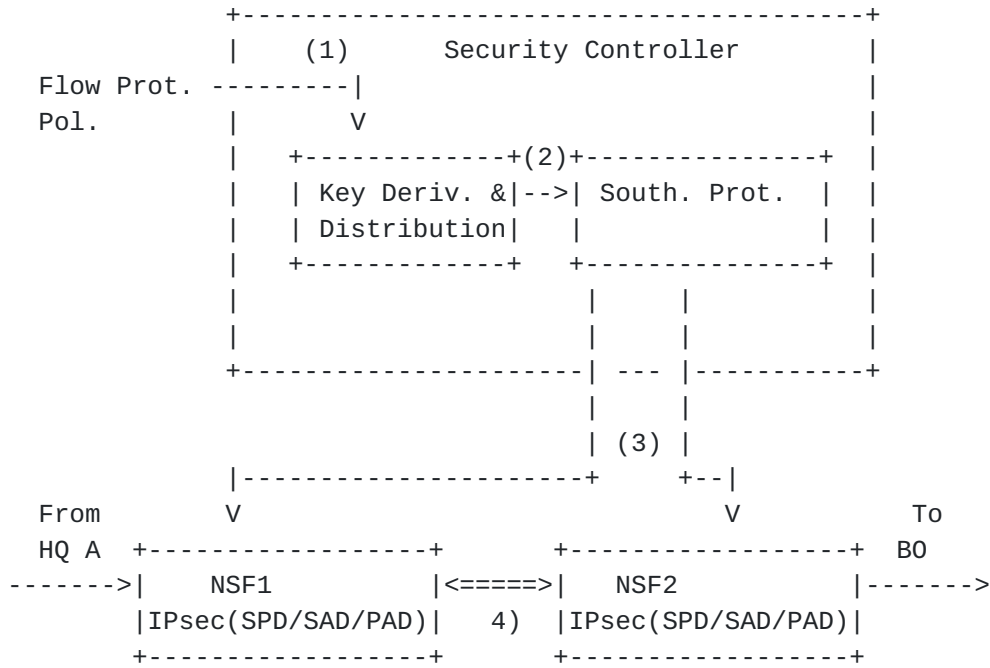 (1) Security Controller
Flow Prot.
Pol. V
(2)
Key Deriv. & South. Prot.
Distribution
(3)
From V V To
HQ A BO
NSF1 NSF2
IPsec(SPD/SAD/PAD) 4) IPsec(SPD/SAD/PAD)